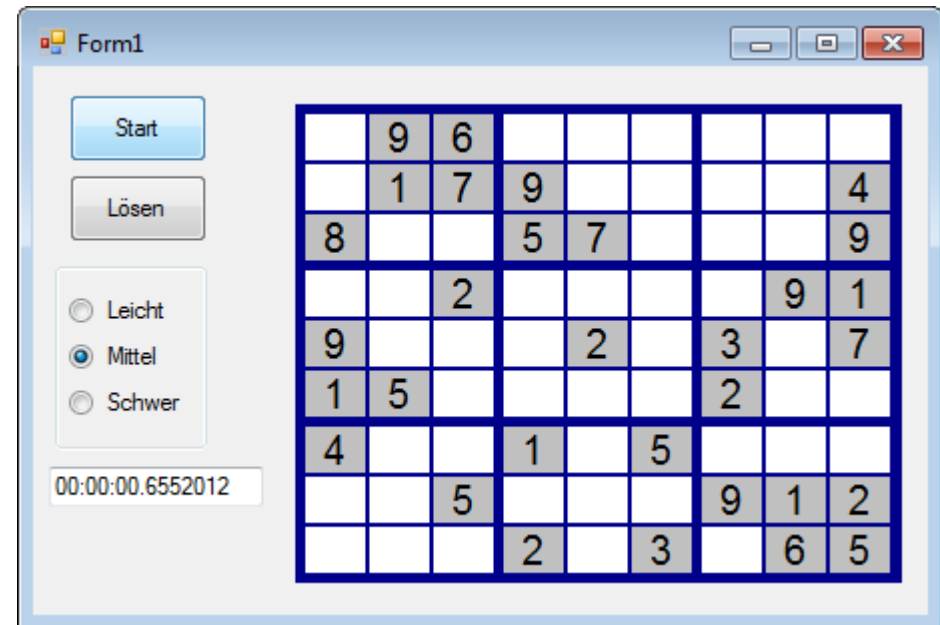 Form1
Start
Lösen
Leicht
Mittel
Schwer
00:00:00.6552012
9 6
1 7 9 4
8 5 7 9
2 9 1
9 2 3 7
1 5 2
4 1 5
5 9 1 2
2 3 6 5